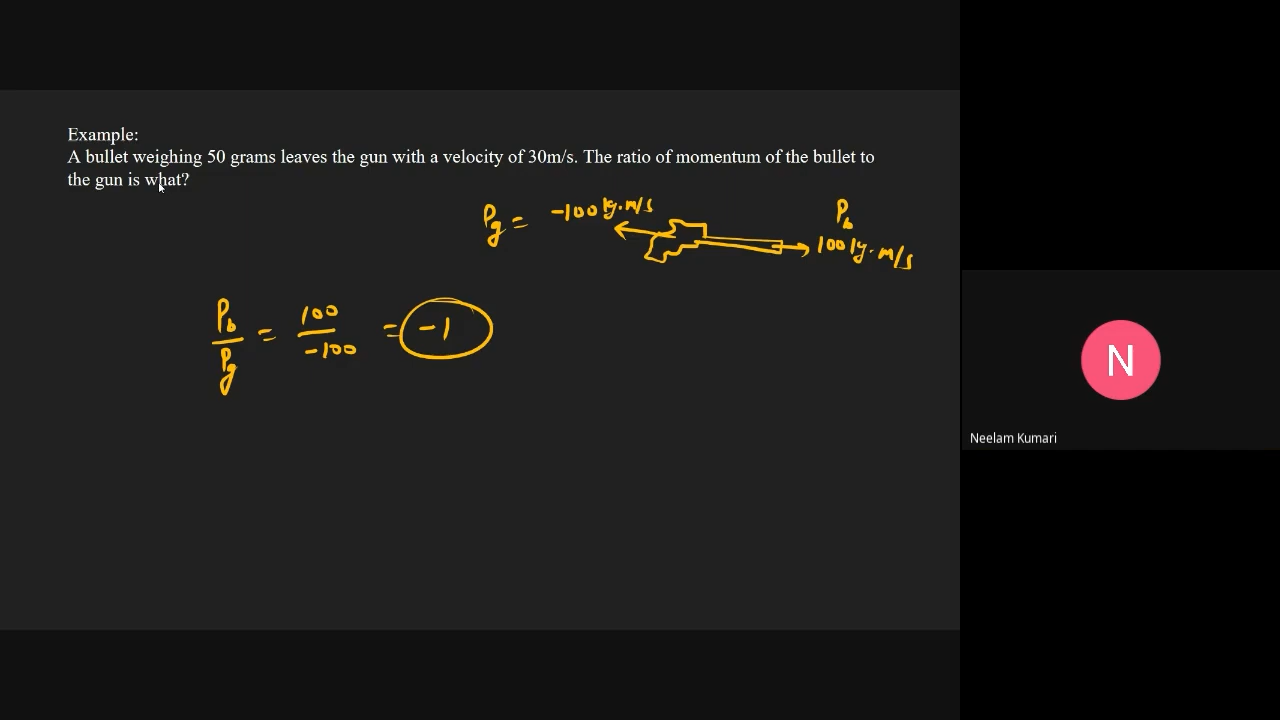 Example:
A bullet weighing 50 grams leaves the gun with a velocity of 30m/s. The ratio of momentum of the bullet to
the gun is what?
Pg = -100 kg.m/s
Pb
100 kg.m/s
Pb/Pg = 100/-100 = -1
N
Neelam Kumari